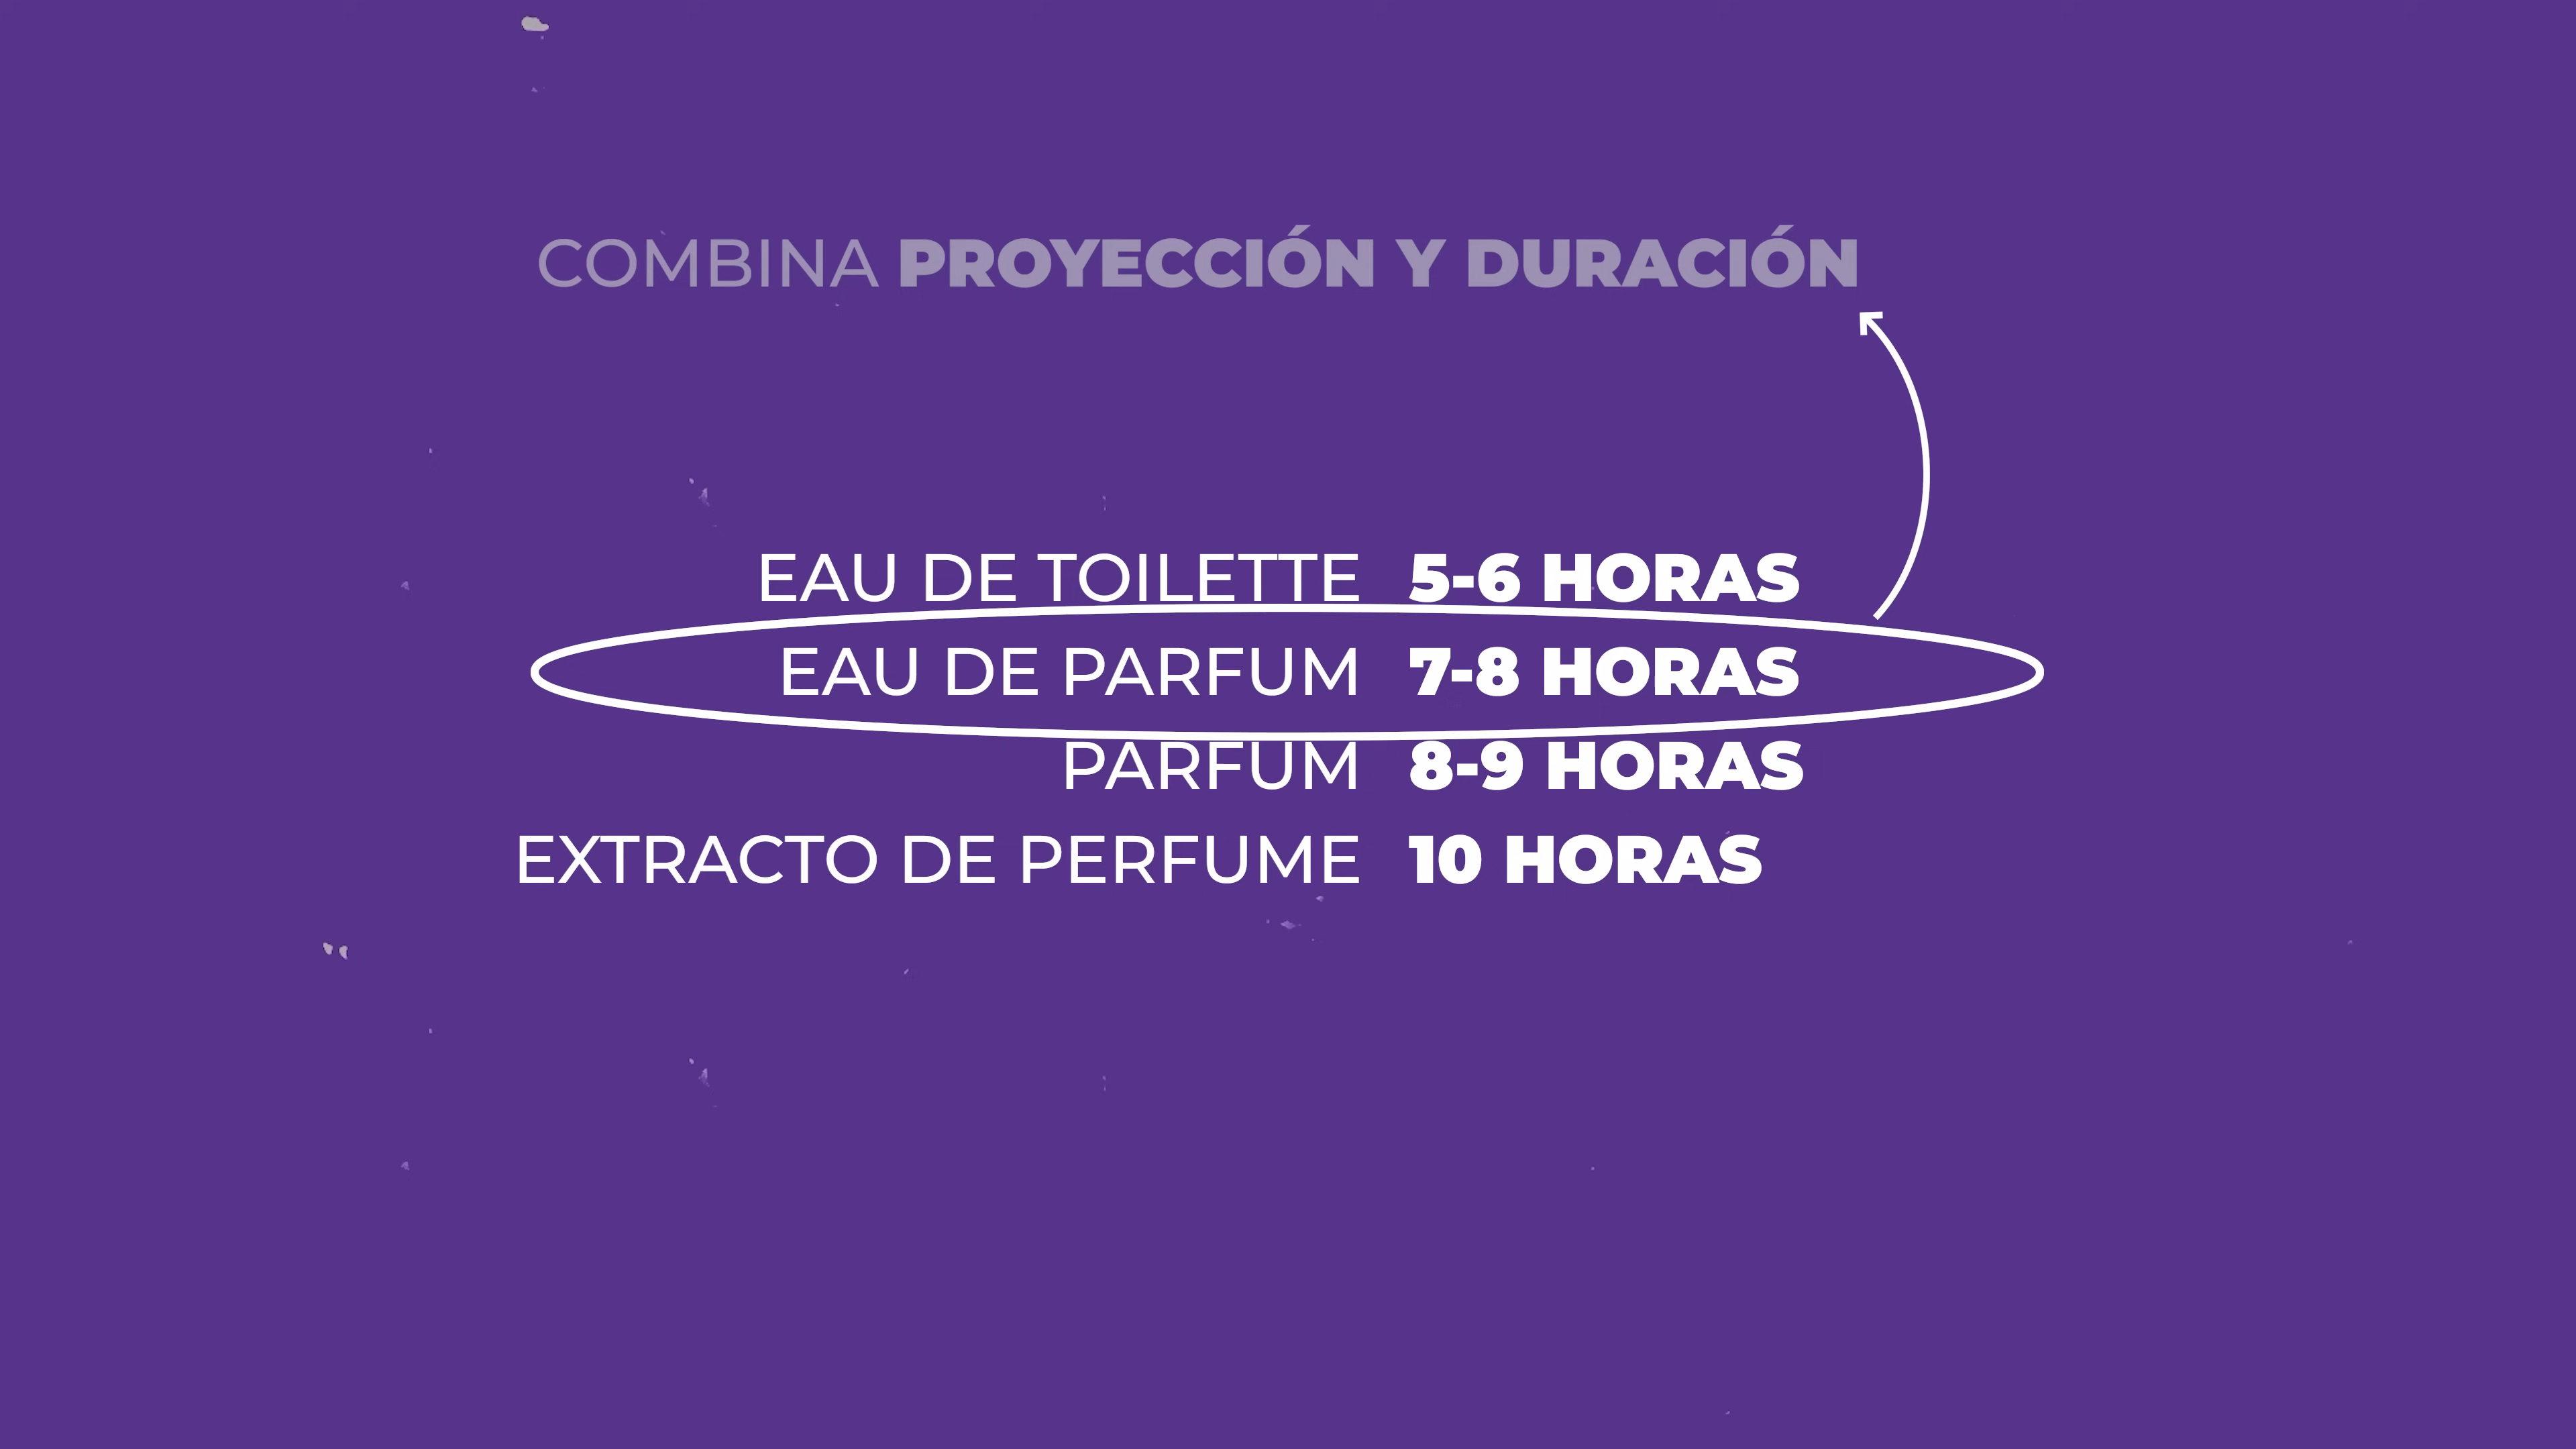 COMBINA PROYECCIÓN Y DURACIÓN
EAU DE TOILETTE 5-6 HORAS
EAU DE PARFUM 7-8 HORAS
PARFUM 8-9 HORAS
EXTRACTO DE PERFUME 10 HORAS